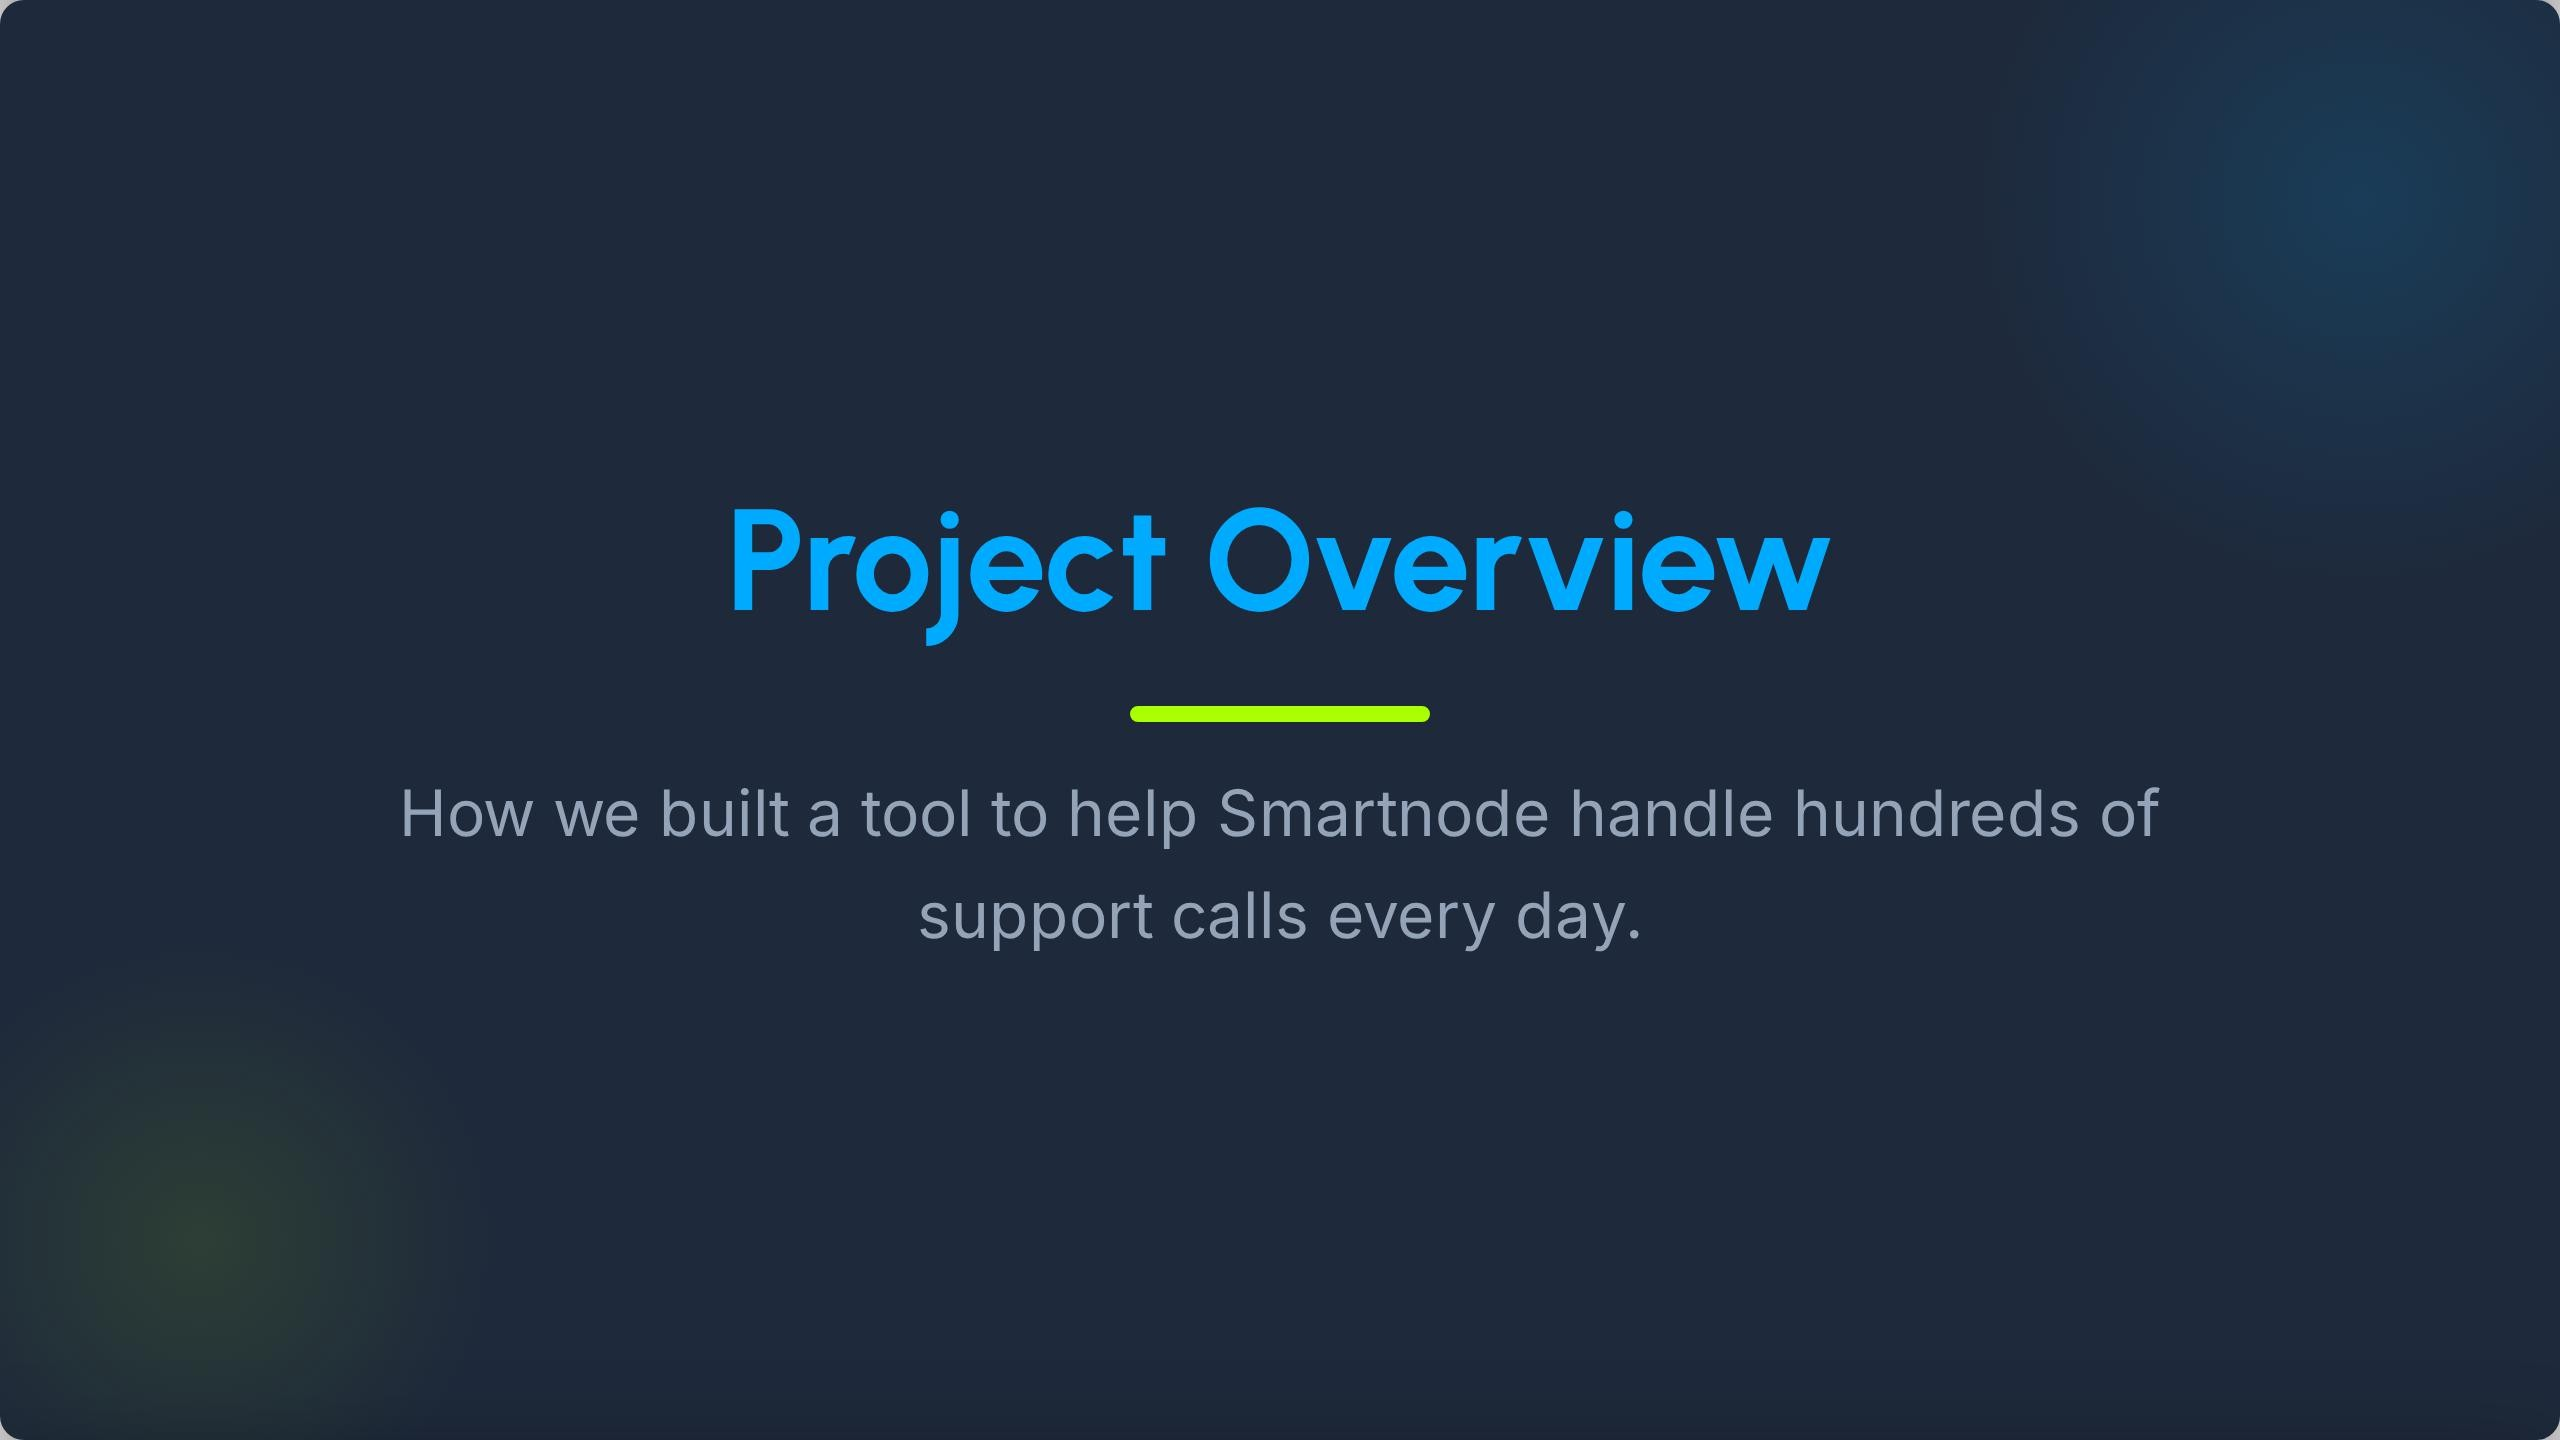 Project Overview
How we built a tool to help Smartnode handle hundreds of
support calls every day.